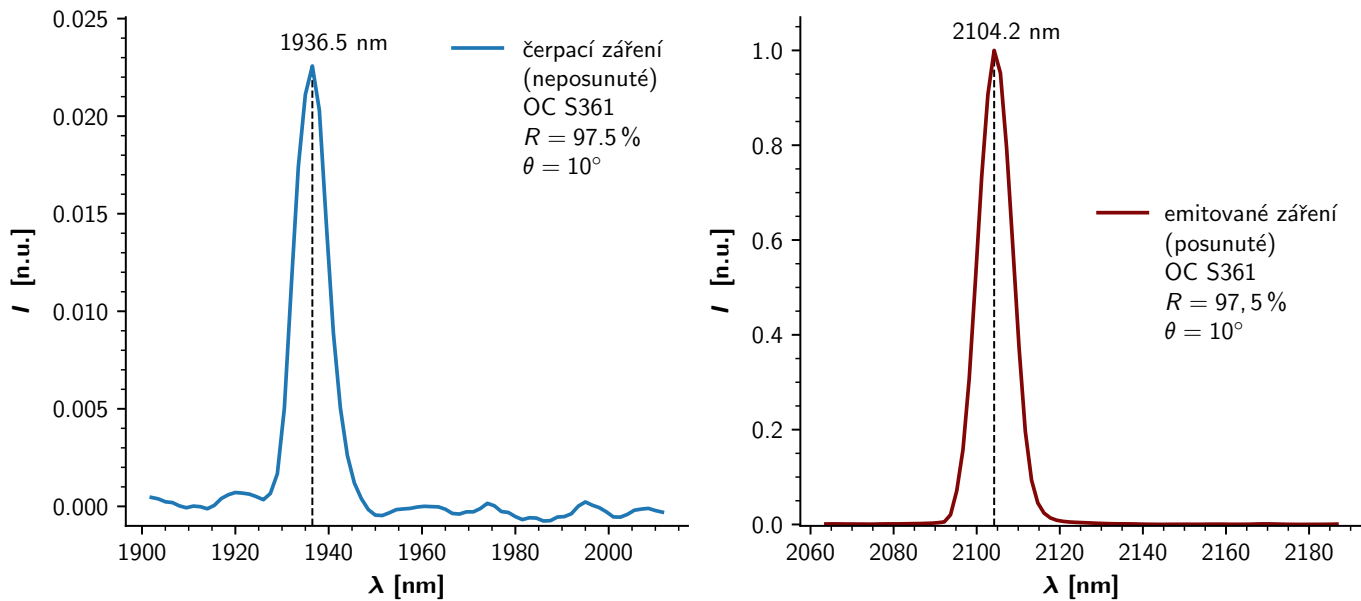 1936.5 nm
čerpací záření
(neposunuté)
OC S361
R = 97.5 %
θ = 10°
0.025
0.020
0.015
0.010
0.005
0.000
I [n.u.]
1900 1920 1940 1960 1980 2000
λ [nm]
2104.2 nm
emitované záření
(posunuté)
OC S361
R = 97, 5 %
θ = 10°
1.0
0.8
0.6
0.4
0.2
0.0
I [n.u.]
2060 2080 2100 2120 2140 2160 2180
λ [nm]